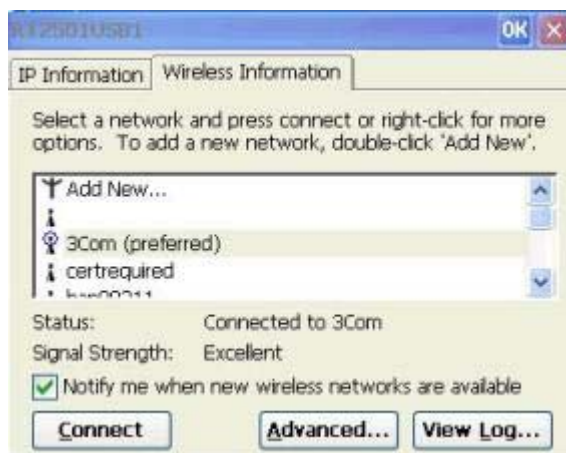 RT2501USB1
OK
IP Information
Wireless Information
Select a network and press connect or right-click for more
options. To add a new network, double-click 'Add New'.
Add New...
3Com (preferred)
certrequired
Status: Connected to 3Com
Signal Strength: Excellent
Notify me when new wireless networks are available
Connect
Advanced...
View Log...